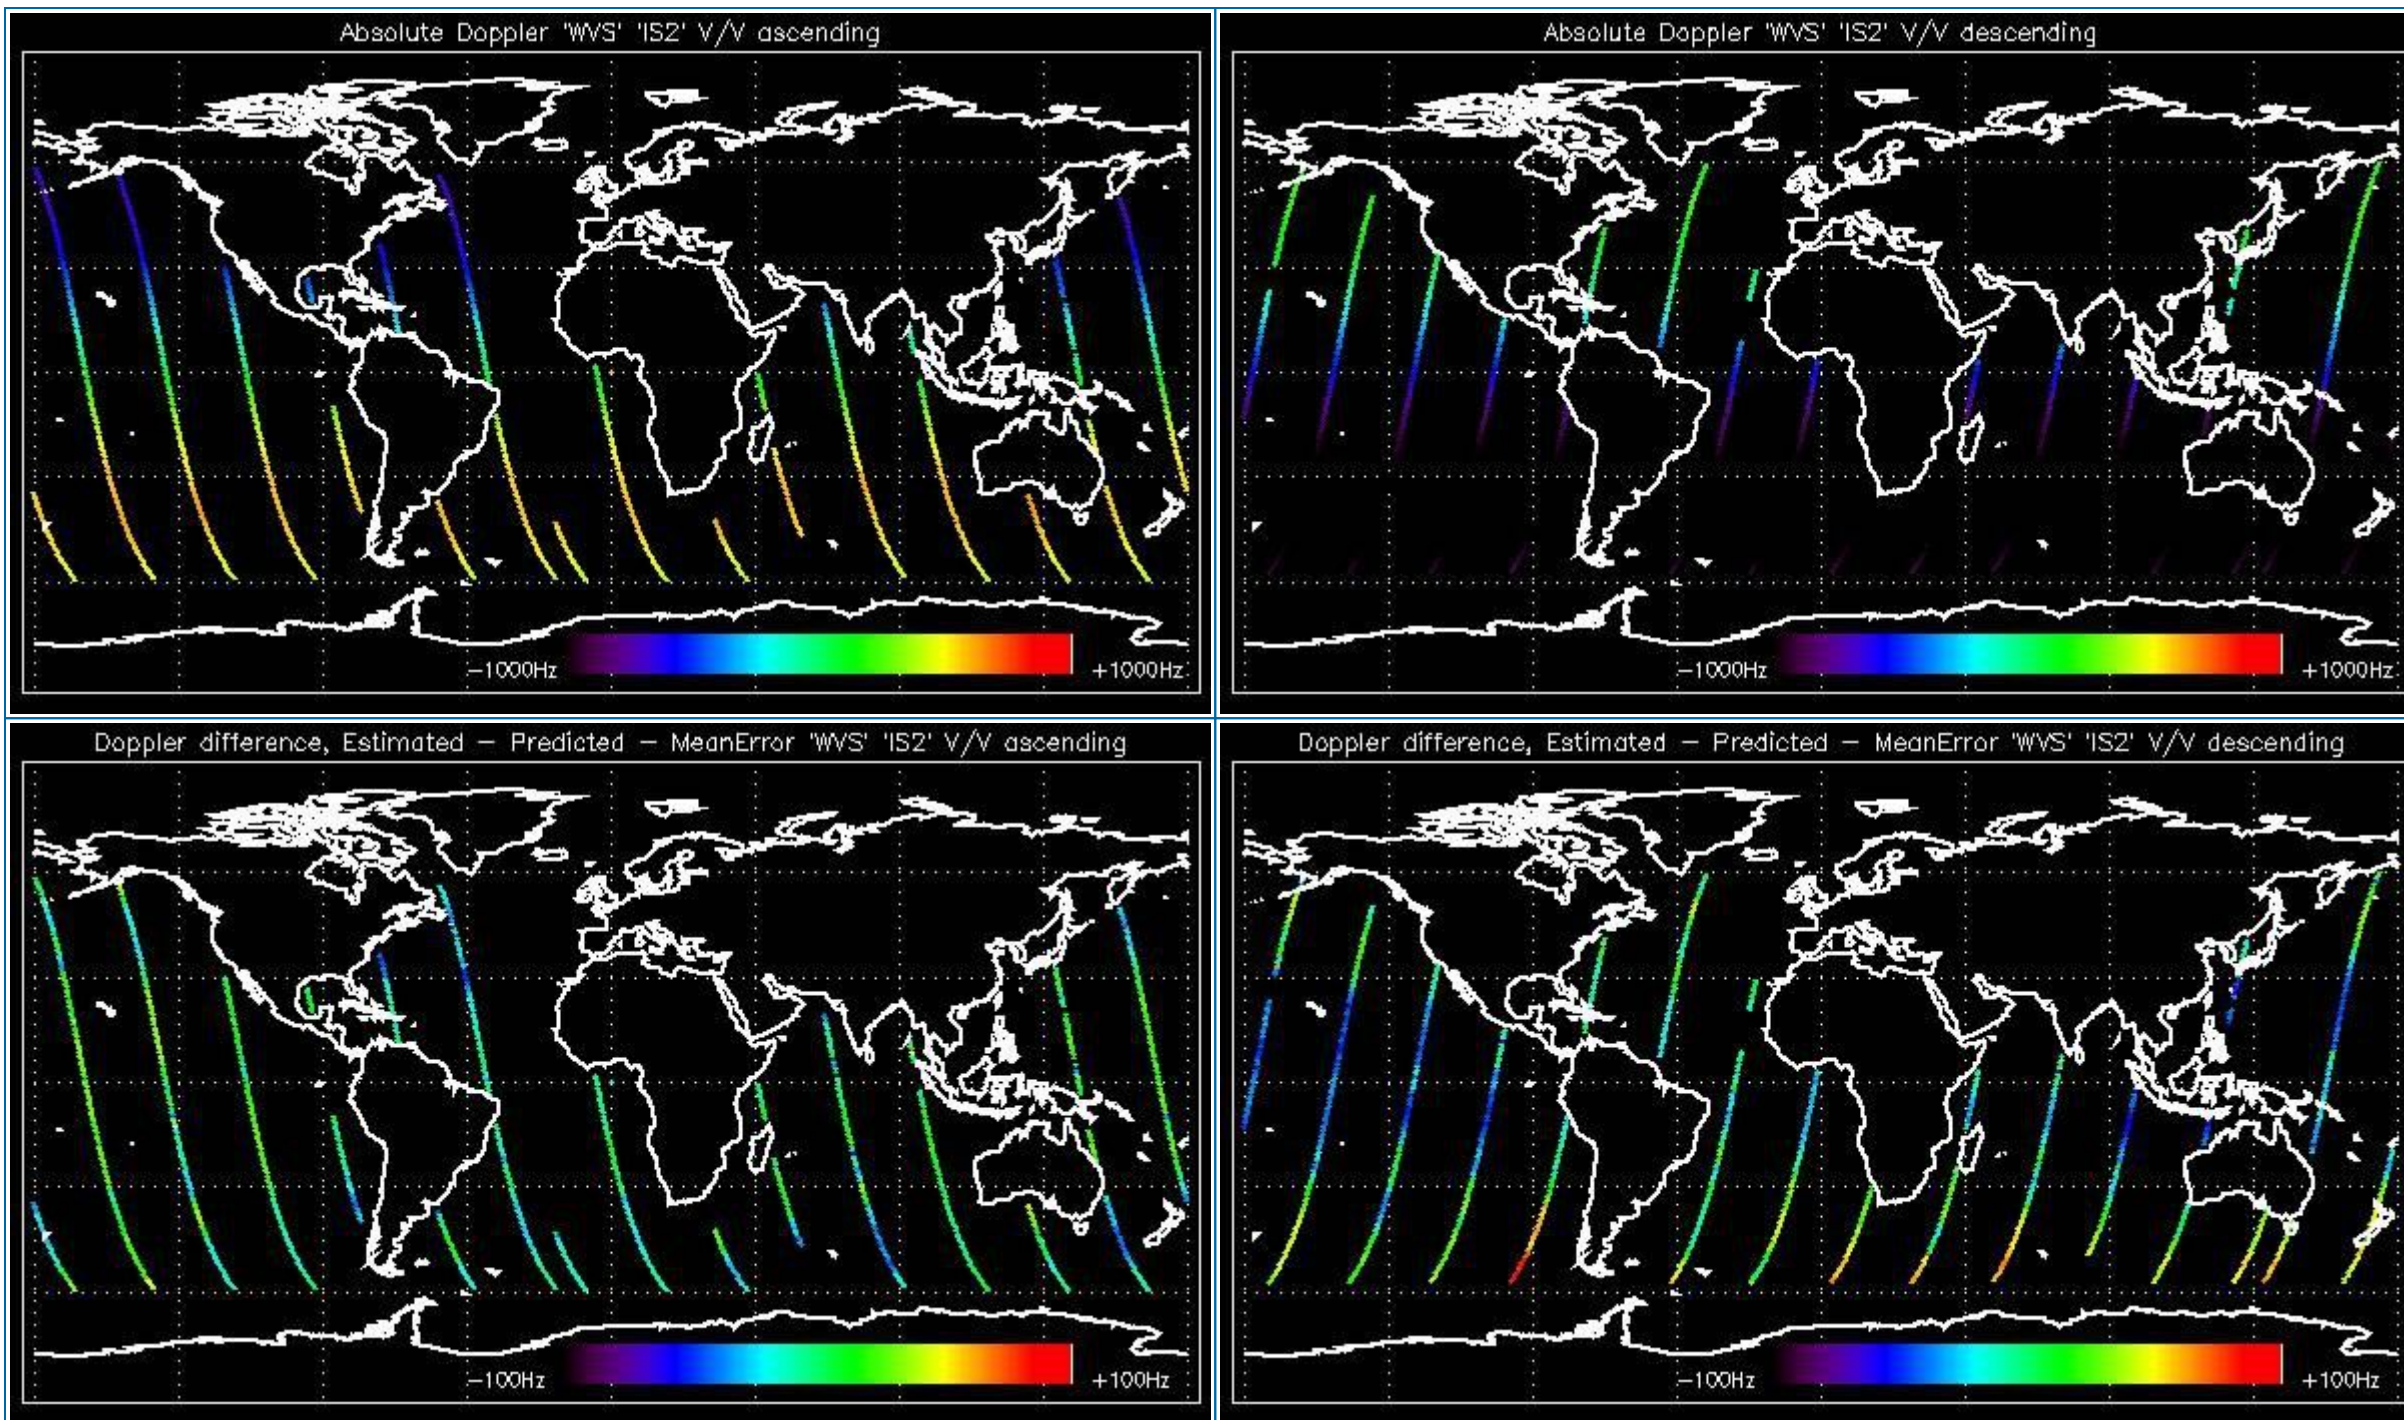 Absolute Doppler 'WVS' 'IS2' V/V ascending
-1000Hz
+1000Hz
Absolute Doppler 'WVS' 'IS2' V/V descending
-1000Hz
+1000Hz
Doppler difference, Estimated - Predicted - MeanError 'WVS' 'IS2' V/V ascending
-100Hz
+100Hz
Doppler difference, Estimated - Predicted - MeanError 'WVS' 'IS2' V/V descending
-100Hz
+100Hz